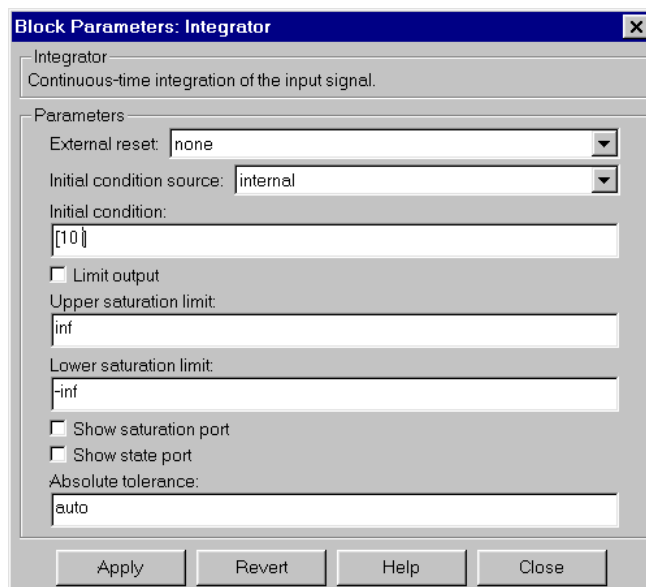 Block Parameters: Integrator
Integrator
Continuous-time integration of the input signal.
Parameters
External reset: none
Initial condition source: internal
Initial condition:
[10 ]
Limit output
Upper saturation limit:
inf
Lower saturation limit:
-inf
Show saturation port
Show state port
Absolute tolerance:
auto
Apply Revert Help Close